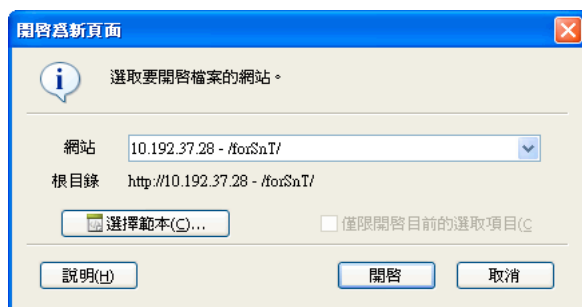 開啓爲新頁面
選取要開啓檔案的網站。
網站 10.192.37.28 - /forSnT/
根目錄 http://10.192.37.28 - /forSnT/
選擇範本(C)... 僅限開啓目前的選取項目(C
說明(H) 開啓 取消